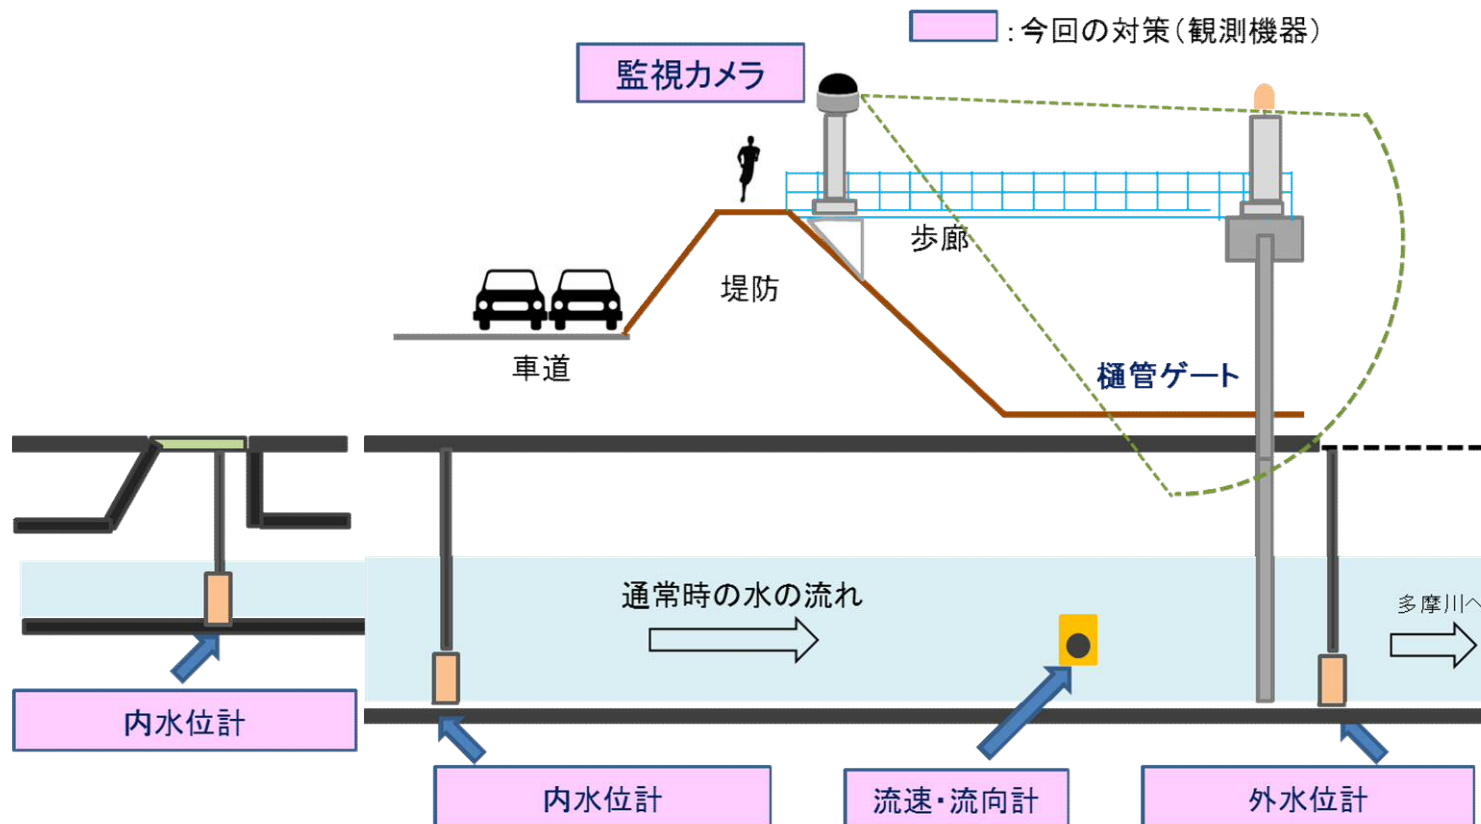 ：今回の対策（観測機器）
監視カメラ
歩廊
堤防
車道
樋管ゲート
通常時の水の流れ
多摩川へ
内水位計
内水位計
流速・流向計
外水位計